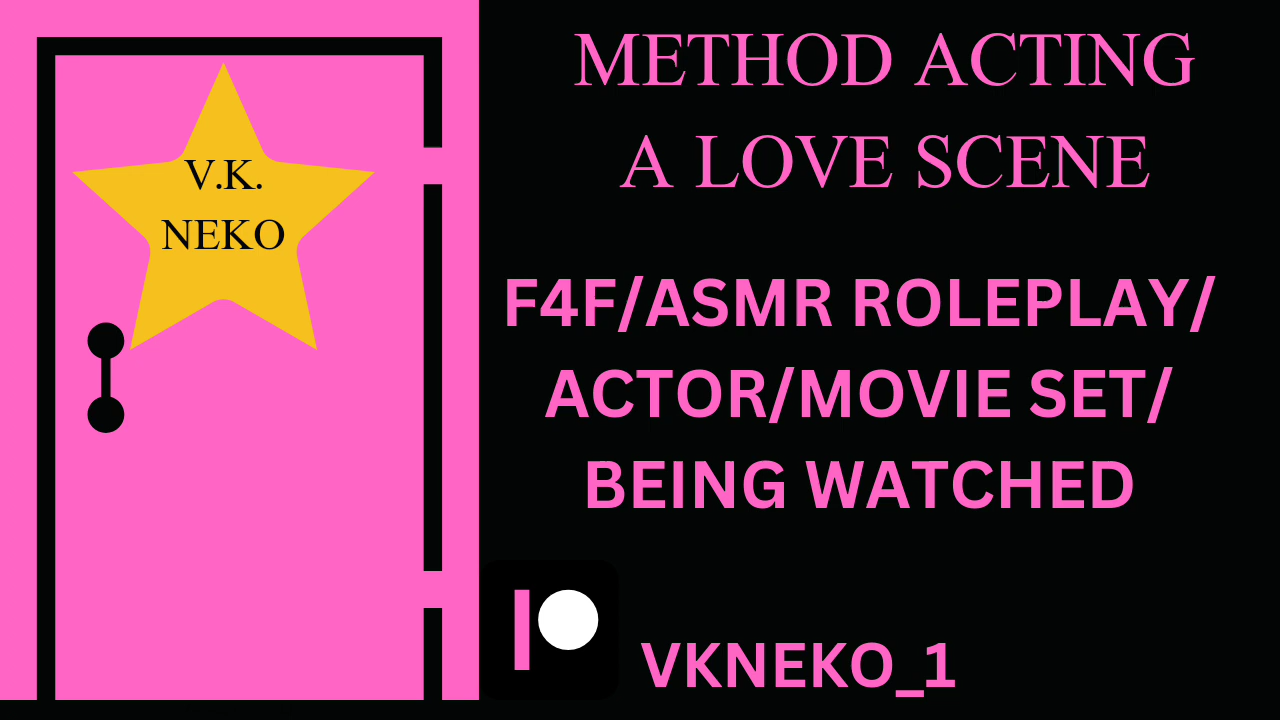 V.K.
NEKO
METHOD ACTING
A LOVE SCENE
F4F/ASMR ROLEPLAY/
ACTOR/MOVIE SET/
BEING WATCHED
VKNEKO_1